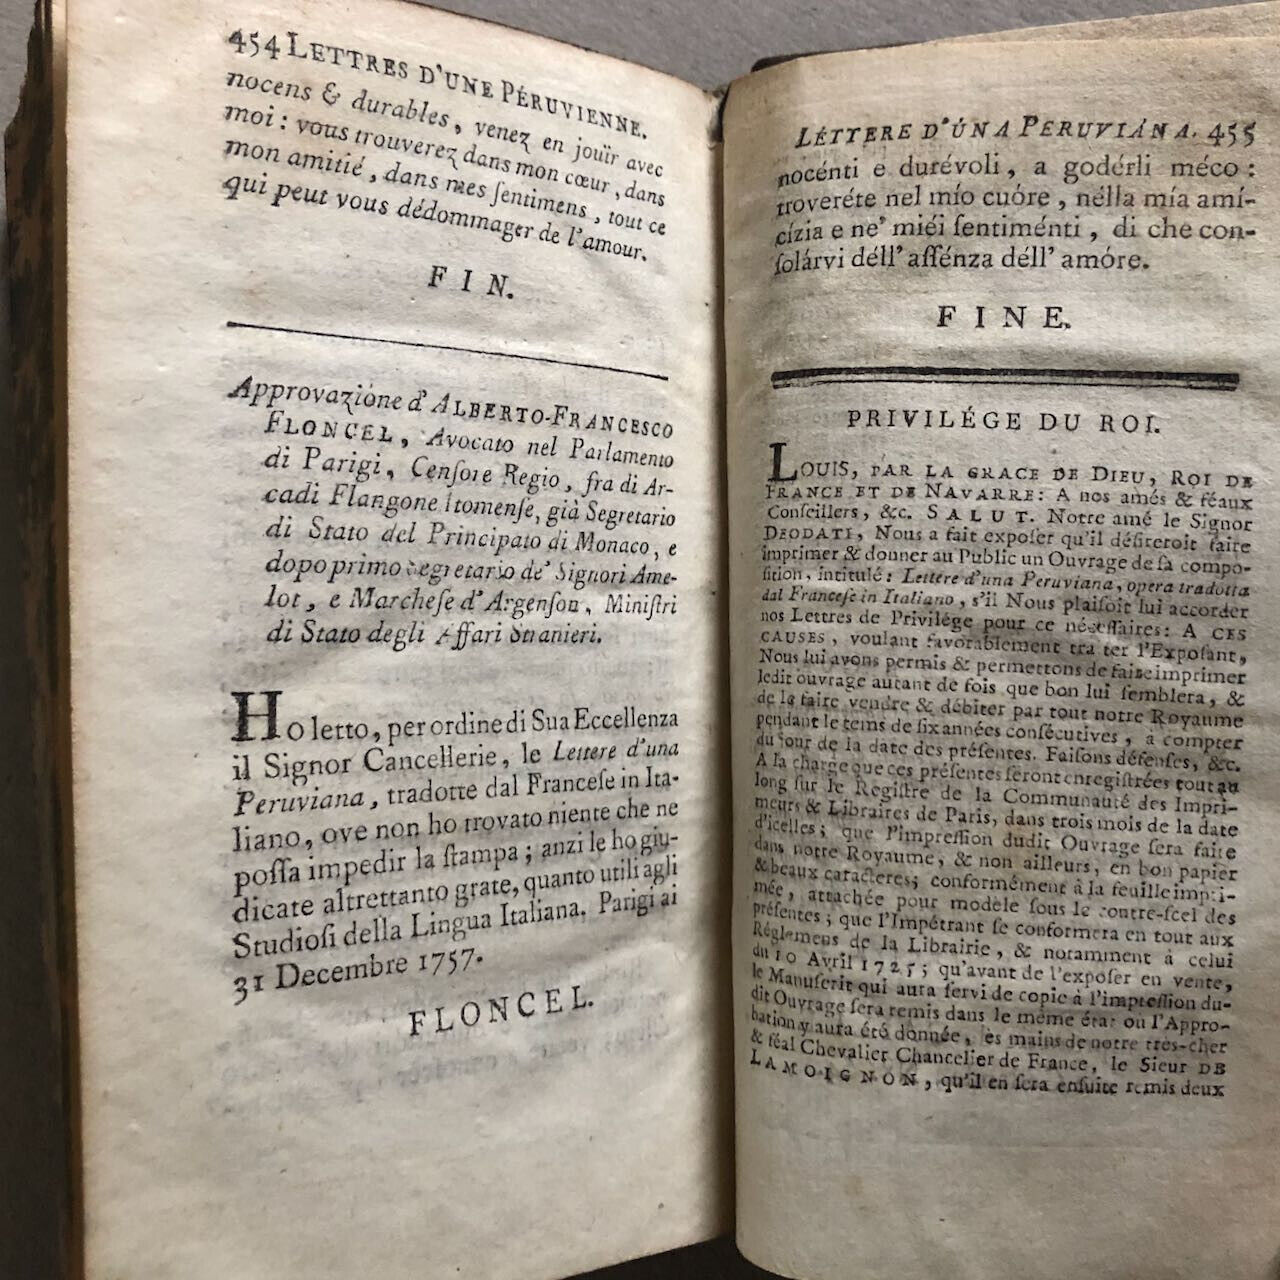 454 LETTRES D'UNE PÉRUVIENNE.
nocens & durables, venez en jouïr avec
moi : vous trouverez dans mon cœur, dans
mon amitié, dans mes ſentimens, tout ce
qui peut vous dédommager de l'amour.
FIN.
Approvazióne d'ALBERTO-FRANCESCO
FLONCEL, Avocato nel Parlamento
di Parigi, Cenſore Regio, fra di Ar-
cadi Flangone Itomenſe, già Segretario
di Stato del Principato di Monaco, e
dopo primo Segretario de' Signori Ame-
lot, e Marcheſe d'Argenſon, Miniſtri
di Stato degli Affari Stranieri.
Ho letto, per ordine di Sua Eccellenza
il Signor Cancellerie, le Lettere d'una
Peruviana, tradotte dal Franceſe in Ita-
liano, ove non ho trovato niente che ne
poſſa impedir la ſtampa ; anzi le ho giu-
dicate altrettanto grate, quanto utili agli
Studioſi della Lingua Italiana. Parigi ai
31 Decembre 1757.
FLONCEL.
LÉTTERE D'ÚNA PERUVIÁNA. 455
nocénti e durévoli, a godérli méco :
troveréte nel mío cuóre, nélla mía amí-
cízia e ne' miéi ſentiménti, di che con-
ſolárvi déll' aſſénza déll' amóre.
FINE.
PRIVILÉGE DU ROI.
LOUIS, PAR LA GRACE DE DIEU, ROI DE
FRANCE ET DE NAVARRE : A nos amés & féaux
Conſeillers, &c. SALUT. Notre amé le Signor
DEODATI, Nous a fait expoſer qu'il déſireroit faire
imprimer & donner au Public un Ouvrage de ſa compo-
ſition, intitulé : Lettere d'una Peruviana, opera tradotta
dal Franceſe in Italiano, s'il Nous plaiſoit lui accorder
nos Lettres de Privilége pour ce néceſſaires : A CES
CAUSES, voulant favorablement traiter l'Expoſant,
Nous lui avons permis & permettons de faire imprimer
ledit ouvrage autant de fois que bon lui ſemblera, &
de le faire vendre & débiter par tout notre Royaume
pendant le tems de ſix années conſécutives, à compter
du jour de la date des préſentes. Faiſons défenſes, &c.
A la charge que ces préſentes ſeront enregiſtrées tout au
long ſur le Regiſtre de la Communauté des Impri-
meurs & Libraires de Paris, dans trois mois de la date
d'icelles ; que l'impreſſion dudit Ouvrage ſera faite
dans notre Royaume, & non ailleurs, en bon papier
& beaux caracteres ; conformément à la feuille impri-
mée, attachée pour modèle ſous le contre-ſcel des
préſentes ; que l'Impétrant ſe conformera en tout aux
Réglemens de la Librairie, & notamment à celui
du 10 Avril 1725 ; qu'avant de l'expoſer en vente,
le Manuſcrit qui aura ſervi de copie à l'impreſſion du-
dit Ouvrage ſera remis dans le même état où l'Appro-
bation y aura été donnée, ès mains de notre très-cher
& féal Chevalier Chancelier de France, le Sieur DE
LAMOIGNON, qu'il en ſera enſuite remis deux